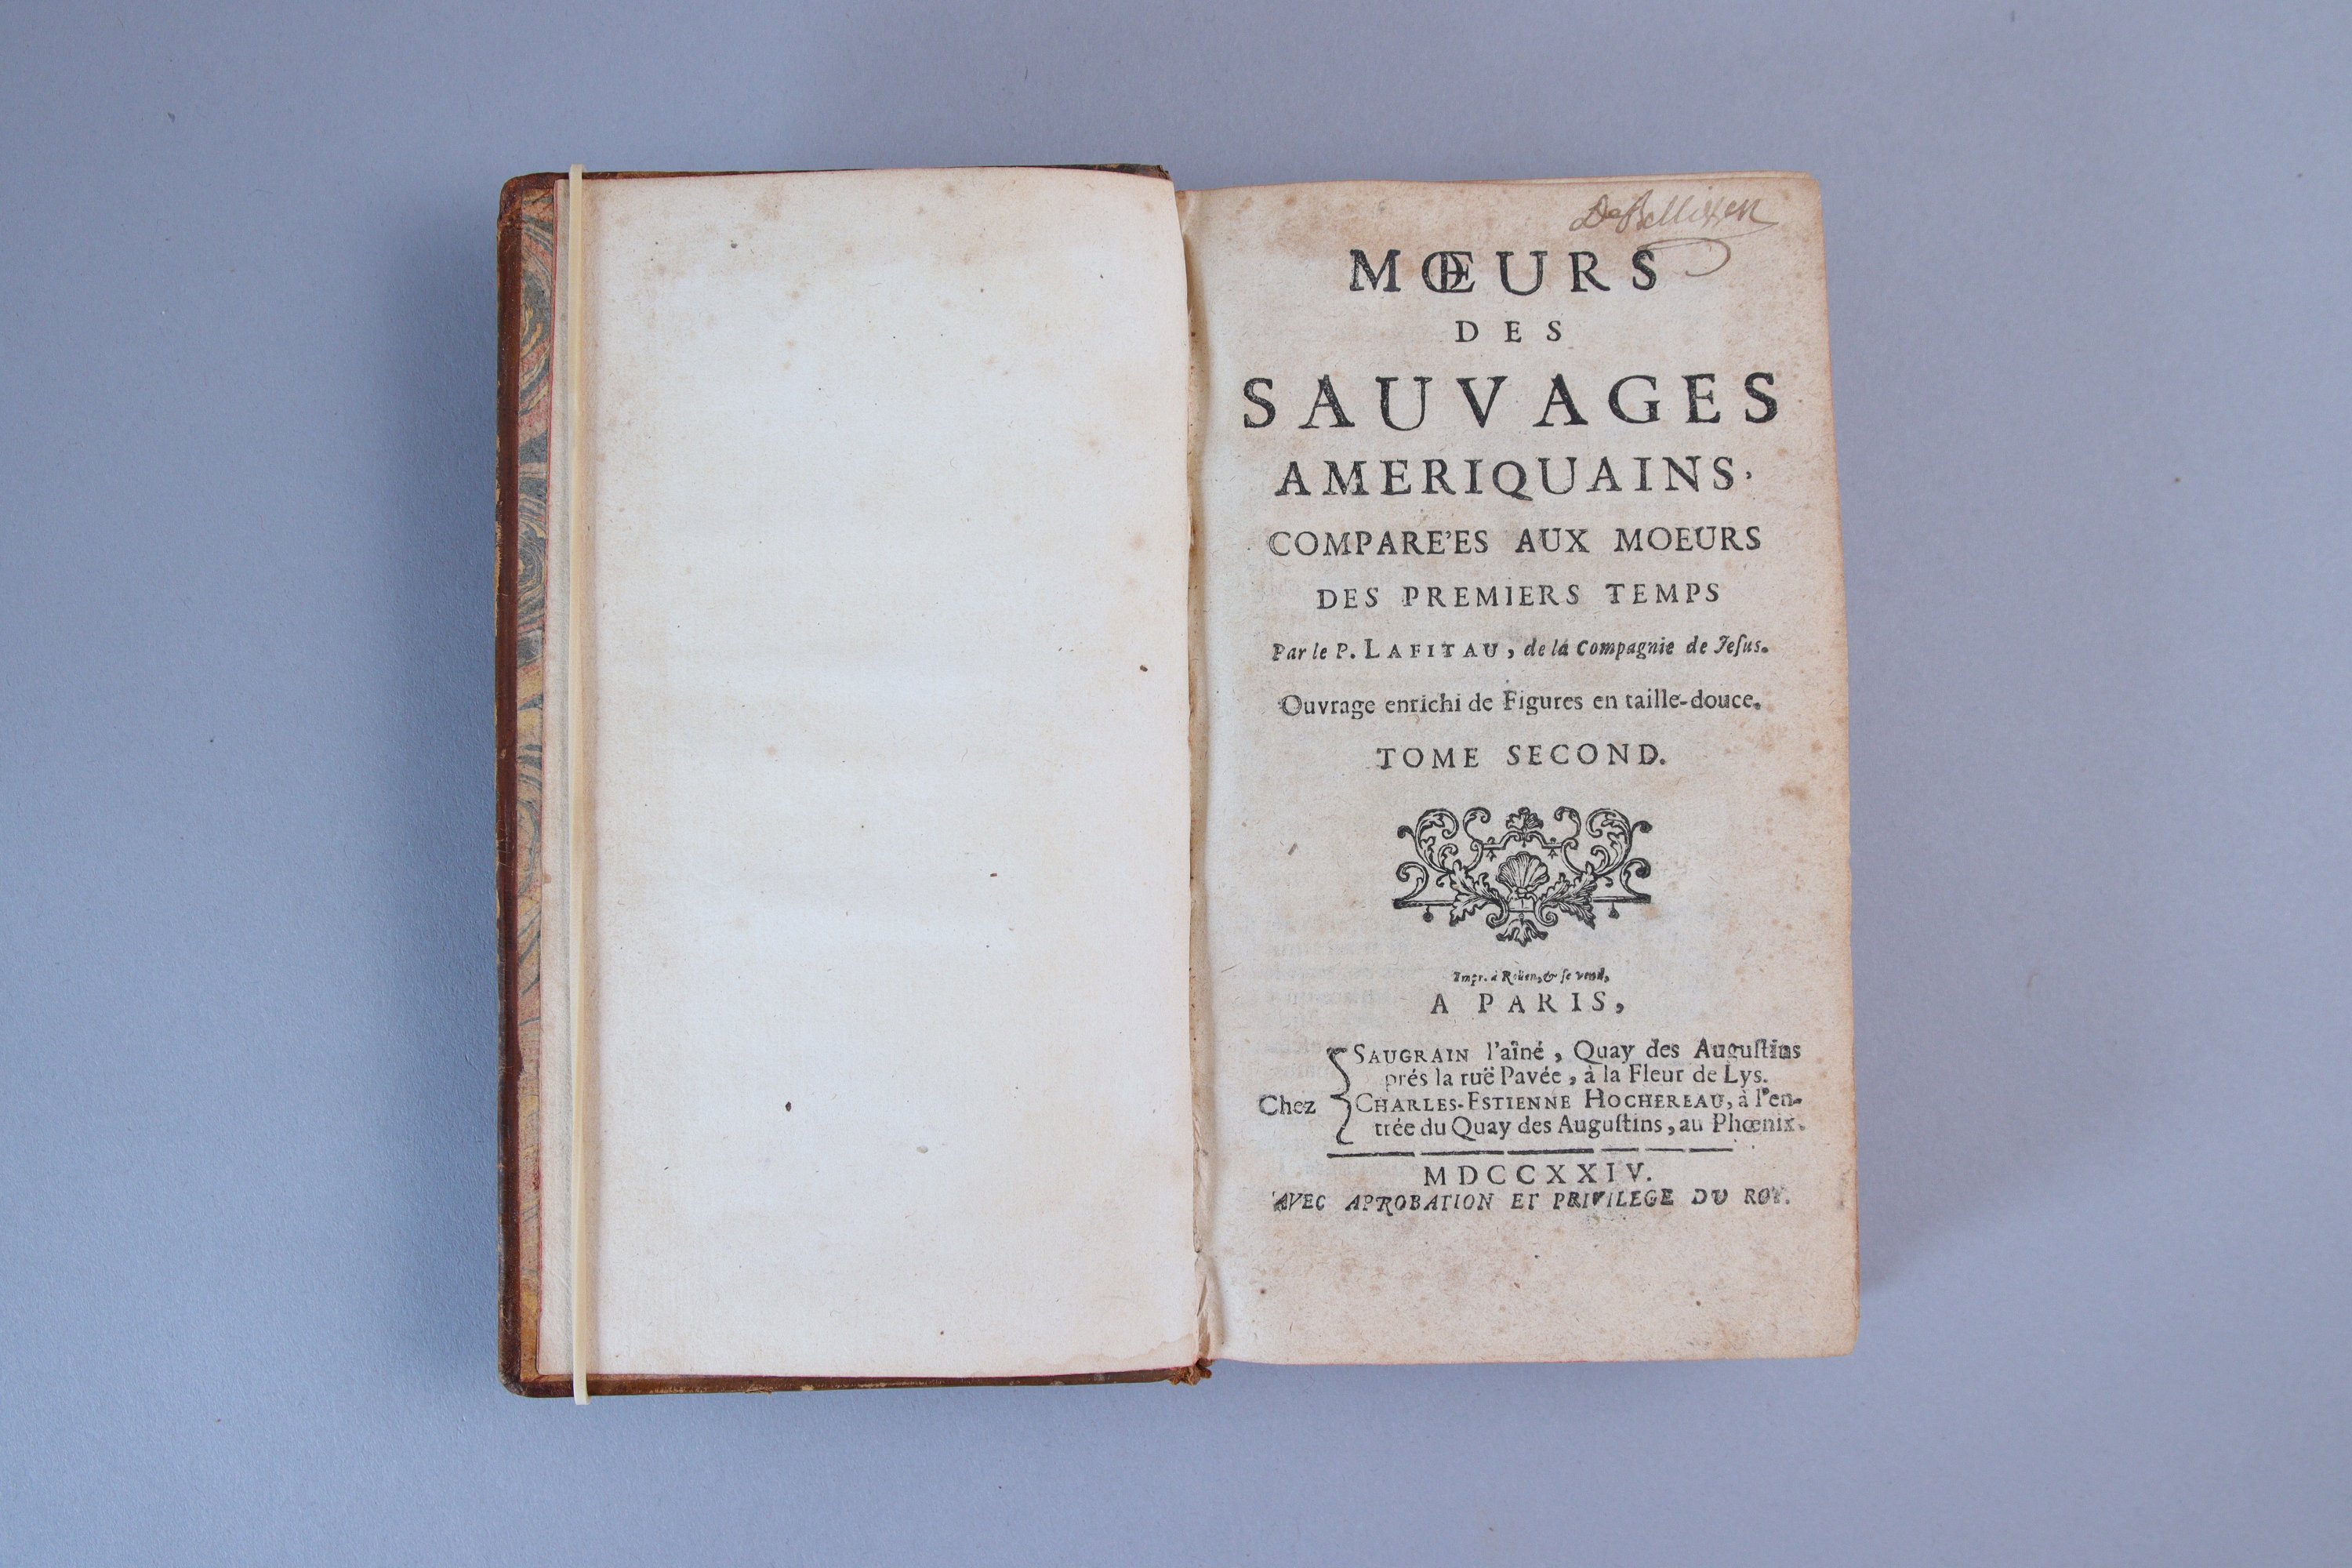 MŒURS
DES
SAUVAGES
AMERIQUAINS,
COMPARE'ES AUX MOEURS
DES PREMIERS TEMPS
Par le P. LAFITAU, de la Compagnie de Jeſus.
Ouvrage enrichi de Figures en taille-douce.
TOME SECOND.
Impr. à Roüen, & ſe vend,
A PARIS,
SAUGRAIN l'aîné, Quay des Auguſtins
prés la ruë Pavée, à la Fleur de Lys.
Chez
CHARLES-ESTIENNE HOCHEREAU, à l'en-
trée du Quay des Auguſtins, au Phœnix.
MDCCXXIV.
AVEC APROBATION ET PRIVILEGE DU ROY.